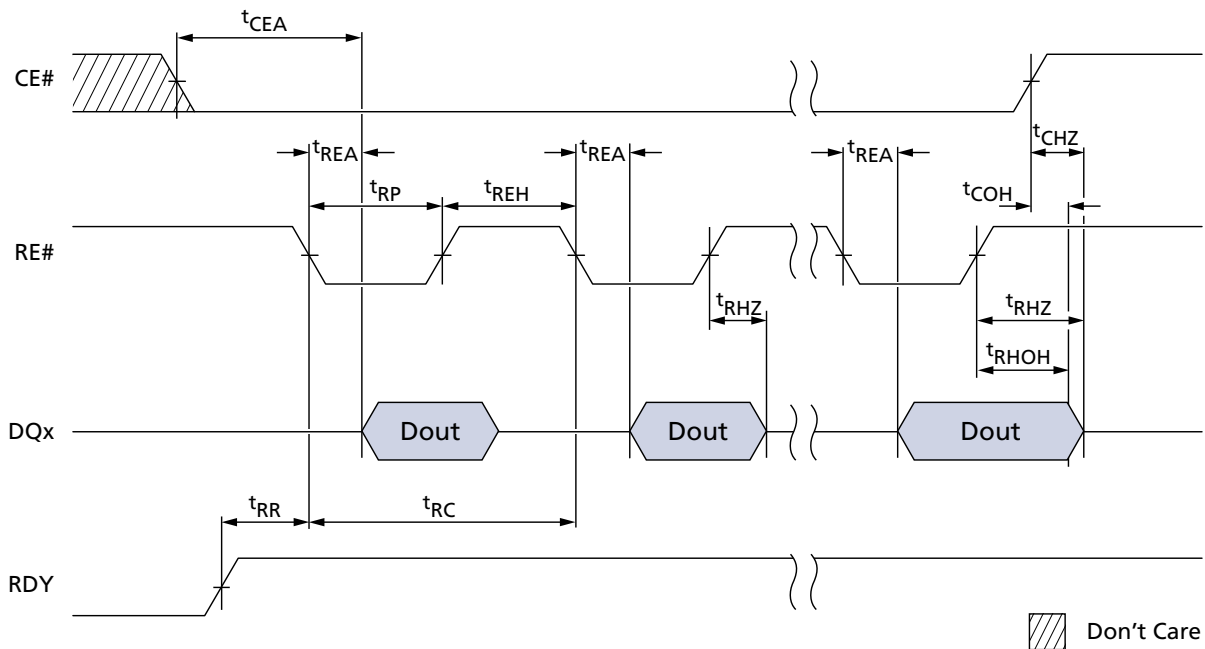 tCEA
CE#
tCHZ
tREA
tREA
tREA
tRP
tREH
tCOH
RE#
tRHZ
tRHZ
tRHOH
DQx
Dout
Dout
Dout
tRR
tRC
RDY
Don't Care